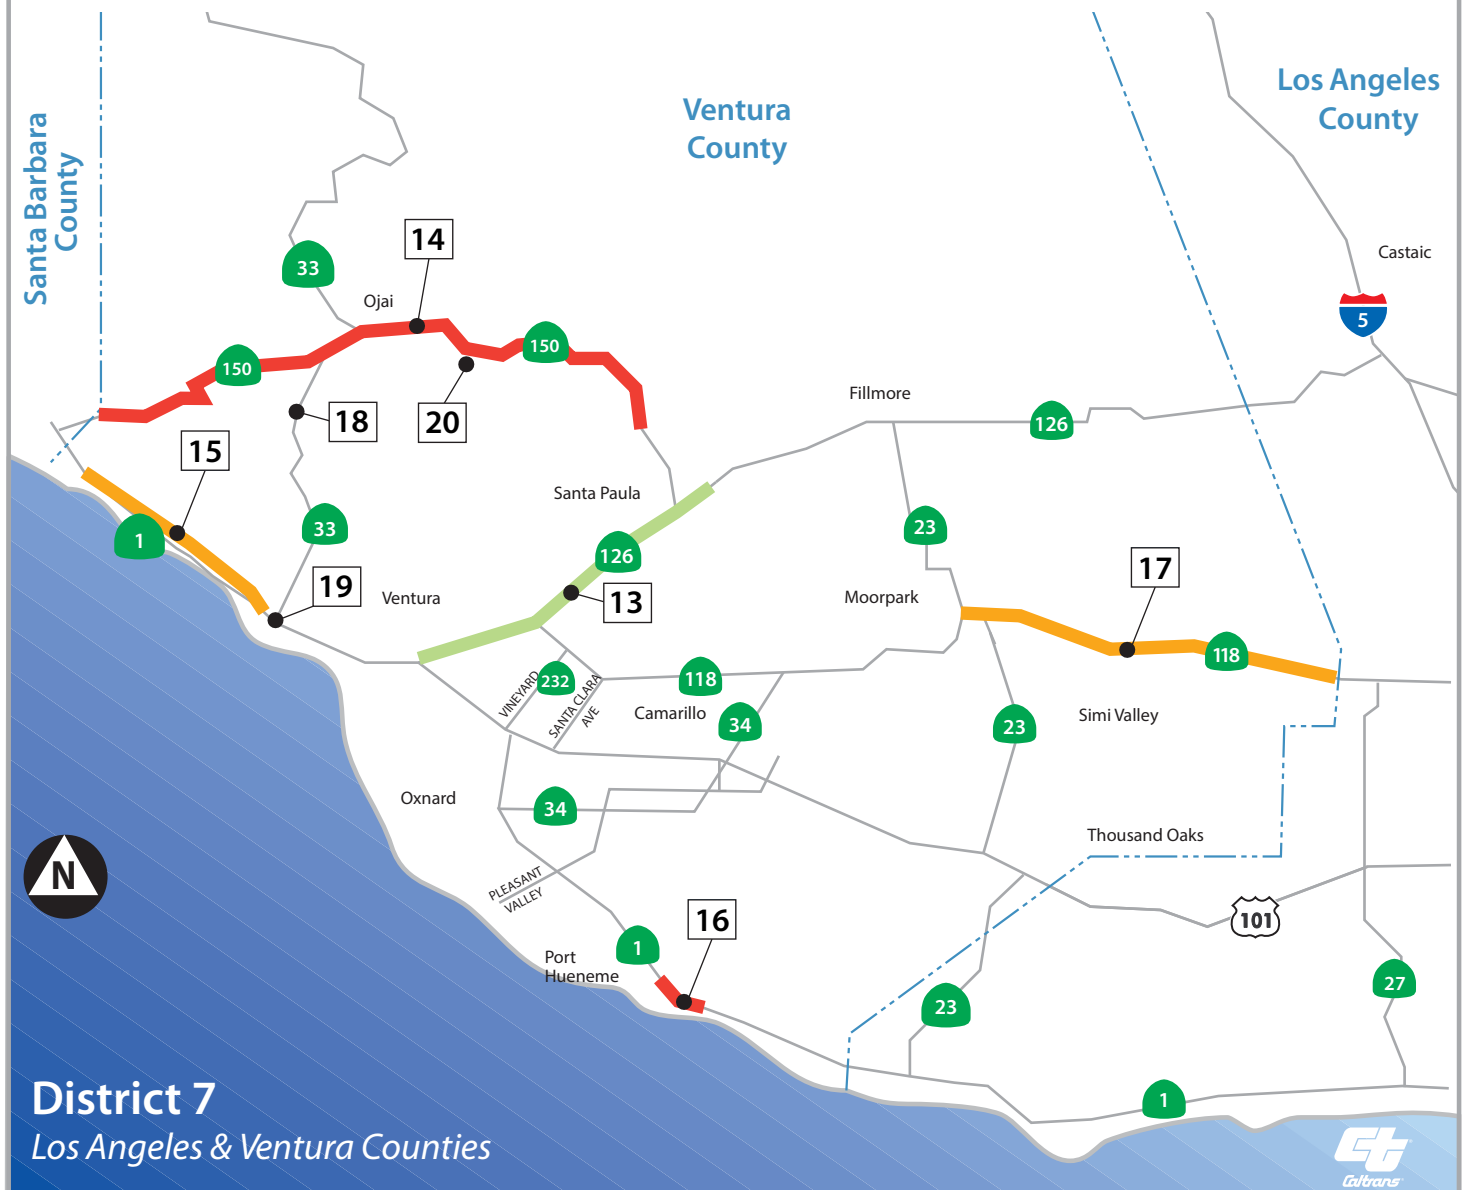 Santa Barbara
County
Ventura
County
Los Angeles
County
Castaic
5
14
33
Ojai
150
150
18
20
15
Fillmore
126
1
33
Santa Paula
126
23
19
Ventura
13
Moorpark
17
118
VINEYARD
232
SANTA CLARA
AVE
118
Camarillo
34
23
Simi Valley
Oxnard
34
Thousand Oaks
N
PLEASANT
VALLEY
16
101
1
Port
Hueneme
23
27
1
District 7
Los Angeles & Ventura Counties
Caltrans